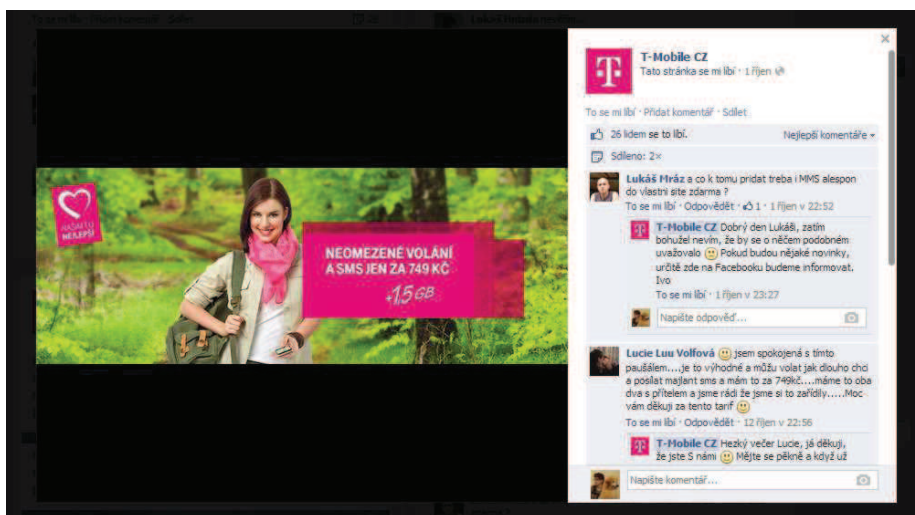 To se mi líbí · Přidat komentář · Sdílet
NEOMEZENÉ VOLÁNÍ
A SMS JEN ZA 749 KČ
+1,5 GB
T-Mobile CZ
Tato stránka se mi líbí · 1 říjen
To se mi líbí · Přidat komentář · Sdílet
26 lidem se to líbí.
Nejlepší komentáře
Sdíleno: 2×
Lukáš Mráz a co k tomu pridat treba i MMS alespon
do vlastni site zdarma ?
To se mi líbí · Odpovědět · 1 · 1 říjen v 22:52
T-Mobile CZ Dobrý den Lukáši, zatím
bohužel nevím, že by se o něčem podobném
uvažovalo 🙂 Pokud budou nějaké novinky,
určitě zde na Facebooku budeme informovat.
Ivo
To se mi líbí · 1 říjen v 23:27
Napište odpověď...
Lucie Luu Volfová 🙂 jsem spokojená s tímto
paušálem....je to výhodné a můžu volat jak dlouho chci
a posílat majlant sms a mám to za 749kč....máme to oba
dva s přítelem a jsme rádi že jsme si to zařídily.....Moc
vám děkuji za tento tarif 🙂
To se mi líbí · Odpovědět · 12 říjen v 22:56
T-Mobile CZ Hezký večer Lucie, já děkuji,
že jste S námi 🙂 Mějte se pěkně a když už
Napište komentář...